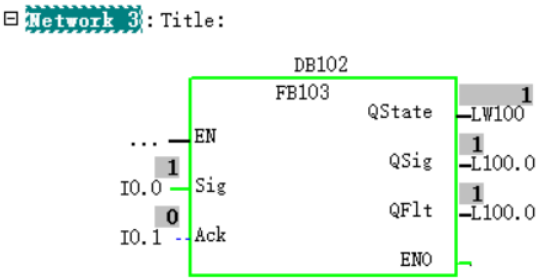 Network 3: Title:
DB102
FB103
... EN
QState 1 LW100
1 I0.0 Sig
QSig 1 L100.0
0 I0.1 Ack
QFlt 1 L100.0
ENO